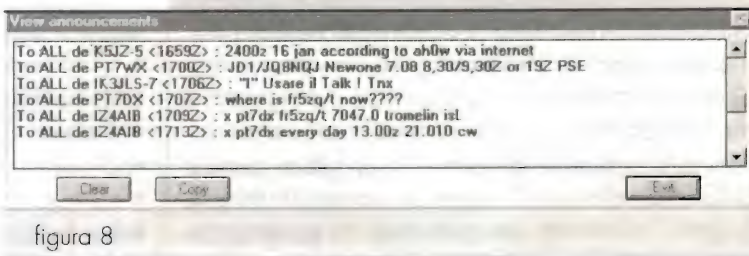 View announcements
To ALL de K5JZ-5 <1659Z> : 2400z 16 jan according to ah0w via internet
To ALL de PT7WX <1700Z> : JD1/JQ8NQJ Newone 7.08 8,30/9,30Z or 19Z PSE
To ALL de IK3JLS-7 <1706Z> : "I" Usare il Talk ! Tnx
To ALL de PT7DX <1707Z> : where is fr5zq/t now????
To ALL de IZ4AIB <1709Z> : x pt7dx fr5zq/t 7047.0 tromelin isl
To ALL de IZ4AIB <1713Z> : x pt7dx every day 13.00z 21.010 cw
Clear Copy Exit
figura 8